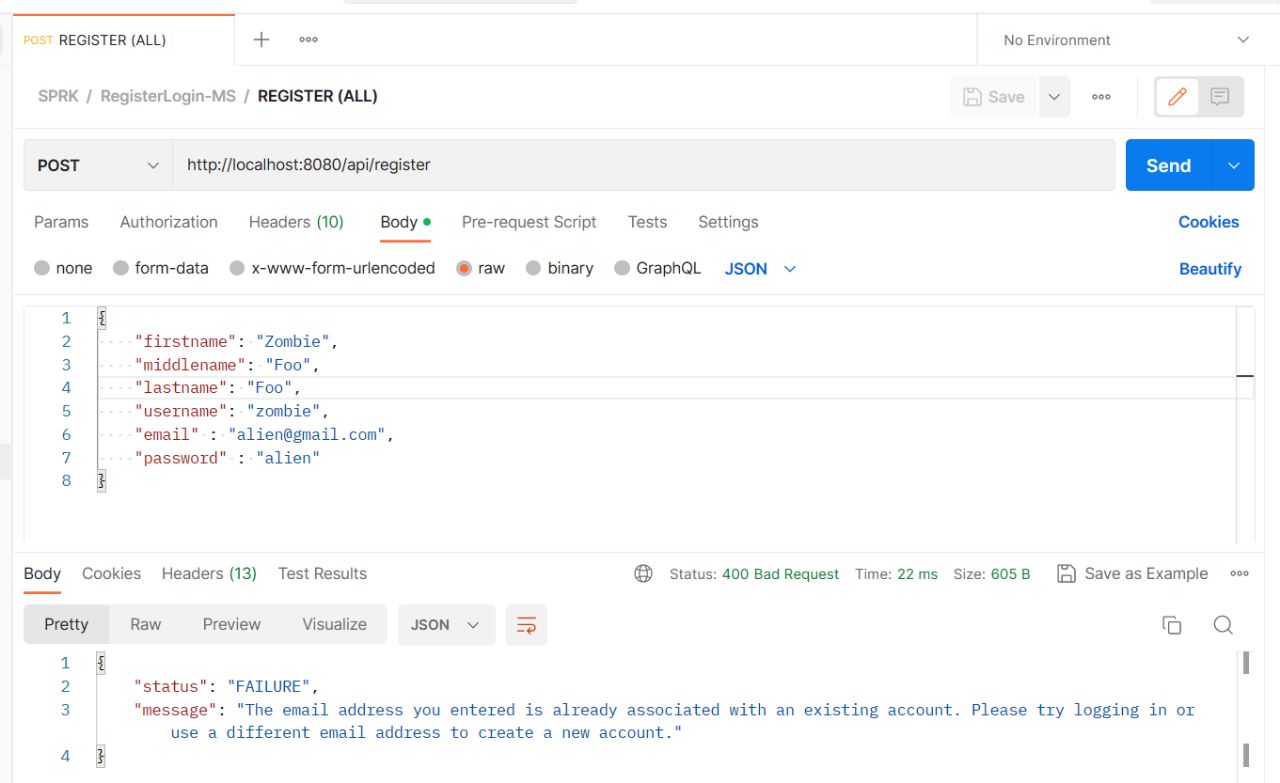 POST REGISTER (ALL)
No Environment
SPRK / RegisterLogin-MS / REGISTER (ALL)
Save
POST http://localhost:8080/api/register
Send
Params Authorization Headers (10) Body Pre-request Script Tests Settings Cookies
none form-data x-www-form-urlencoded raw binary GraphQL JSON Beautify
1 {
2 "firstname": "Zombie",
3 "middlename": "Foo",
4 "lastname": "Foo",
5 "username": "zombie",
6 "email" : "alien@gmail.com",
7 "password" : "alien"
8 }
Body Cookies Headers (13) Test Results Status: 400 Bad Request Time: 22 ms Size: 605 B Save as Example
Pretty Raw Preview Visualize JSON
1 {
2 "status": "FAILURE",
3 "message": "The email address you entered is already associated with an existing account. Please try logging in or
use a different email address to create a new account."
4 }